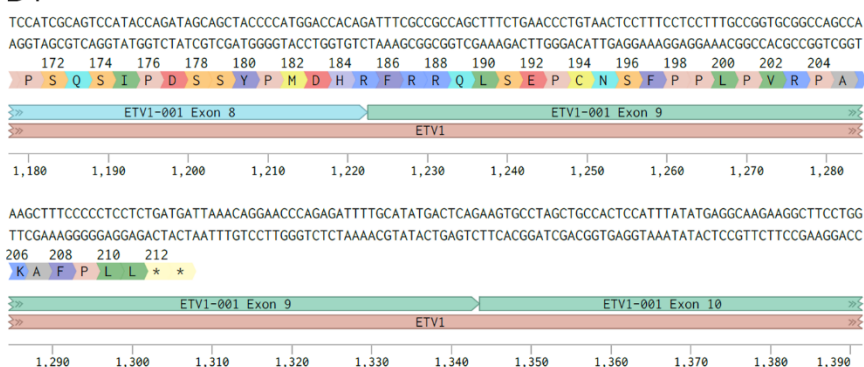 TCCATCGCAGTCCATACCAGATAGCAGCTACCCCATGGACCACAGATTTCGCCGCCAGCTTTCTGAACCCTGTAACTCCTTTCCTCCTTTGCCGGTGCGGCCAGCCA
AGGTAGCGTCAGGTATGGTCTATCGTCGATGGGGTACCTGGTGTCTAAAGCGGCGGTCGAAAGACTTGGGACATTGAGGAAAGGAGGAAACGGCCACGCCGGTCGGT
172 174 176 178 180 182 184 186 188 190 192 194 196 198 200 202 204
P S Q S I P D S S Y P M D H R F R R Q L S E P C N S F P P L P V R P A
ETV1-001 Exon 8 ETV1-001 Exon 9
ETV1
1,180 1,190 1,200 1,210 1,220 1,230 1,240 1,250 1,260 1,270 1,280
AAGCTTTCCCCCTCCTCTGATGATTAAACAGGAACCCAGAGATTTTGCATATGACTCAGAAGTGCCTAGCTGCCACTCCATTTATATGAGGCAAGAAGGCTTCCTGG
TTCGAAAGGGGGAGGAGACTACTAATTTGTCCTTGGGTCTCTAAAACGTATACTGAGTCTTCACGGATCGACGGTGAGGTAAATATACTCCGTTCTTCCGAAGGACC
206 208 210 212
K A F P L L * *
ETV1-001 Exon 9 ETV1-001 Exon 10
ETV1
1,290 1,300 1,310 1,320 1,330 1,340 1,350 1,360 1,370 1,380 1,390